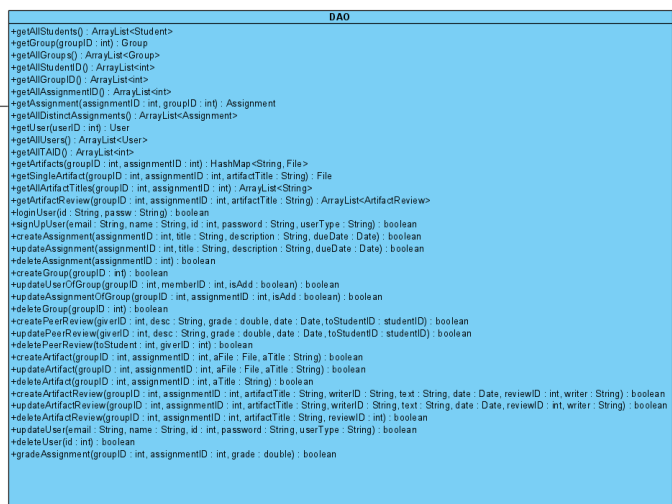 DAO
+getAllStudents() : ArrayList<Student>
+getGroup(groupID : int) : Group
+getAllGroups() : ArrayList<Group>
+getAllStudentID() : ArrayList<int>
+getAllGroupID() : ArrayList<int>
+getAllAssignmentID() : ArrayList<int>
+getAssignment(assignmentID : int, groupID : int) : Assignment
+getAllDistinctAssignments() : ArrayList<Assignment>
+getUser(userID : int) : User
+getAllUsers() : ArrayList<User>
+getAllTAID() : ArrayList<int>
+getArtifacts(groupID : int, assignmentID : int) : HashMap<String, File>
+getSingleArtifact(groupID : int, assignmentID : int, artifactTitle : String) : File
+getAllArtifactTitles(groupID : int, assignmentID : int) : ArrayList<String>
+getArtifactReview(groupID : int, assignmentID : int, artifactTitle : String) : ArrayList<ArtifactReview>
+loginUser(id : String, passw : String) : boolean
+signUpUser(email : String, name : String, id : int, password : String, userType : String) : boolean
+createAssignment(assignmentID : int, title : String, description : String, dueDate : Date) : boolean
+updateAssignment(assignmentID : int, title : String, description : String, dueDate : Date) : boolean
+deleteAssignment(assignmentID : int) : boolean
+createGroup(groupID : int) : boolean
+updateUserOfGroup(groupID : int, memberID : int, isAdd : boolean) : boolean
+updateAssignmentOfGroup(groupID : int, assignmentID : int, isAdd : boolean) : boolean
+deleteGroup(groupID : int) : boolean
+createPeerReview(giverID : int, desc : String, grade : double, date : Date, toStudentID : studentID) : boolean
+updatePeerReview(giverID : int, desc : String, grade : double, date : Date, toStudentID : studentID) : boolean
+deletePeerReview(toStudent : int, giverID : int) : boolean
+createArtifact(groupID : int, assignmentID : int, aFile : File, aTitle : String) : boolean
+updateArtifact(groupID : int, assignmentID : int, aFile : File, aTitle : String) : boolean
+deleteArtifact(groupID : int, assignmentID : int, aTitle : String) : boolean
+createArtifactReview(groupID : int, assignmentID : int, artifactTitle : String, writerID : String, text : String, date : Date, reviewID : int, writer : String) : boolean
+updateArtifactReview(groupID : int, assignmentID : int, artifactTitle : String, writerID : String, text : String, date : Date, reviewID : int, writer : String) : boolean
+deleteArtifactReview(groupID : int, assignmentID : int, artifactTitle : String, reviewID : int) : boolean
+updateUser(email : String, name : String, id : int, password : String, userType : String) : boolean
+deleteUser(id : int) : boolean
+gradeAssignment(groupID : int, assignmentID : int, grade : double) : boolean